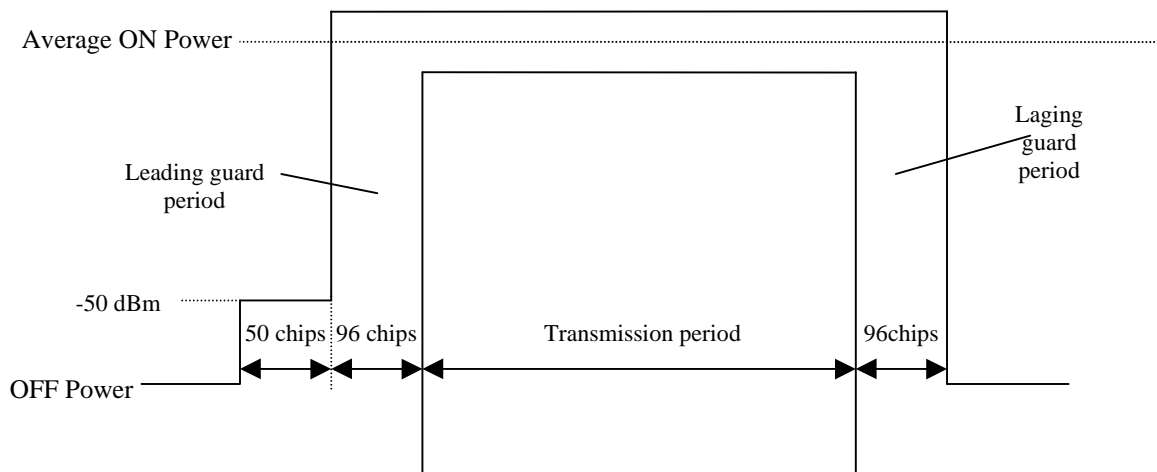 Average ON Power
Laging
guard
period
Leading guard
period
-50 dBm
50 chips
96 chips
Transmission period
96chips
OFF Power